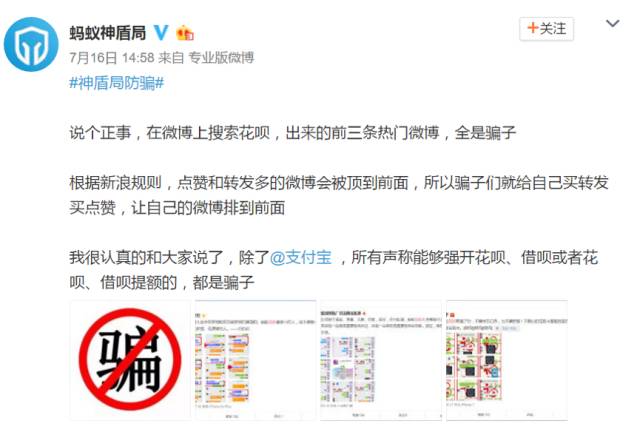 蚂蚁神盾局
+关注
7月16日 14:58 来自 专业版微博
#神盾局防骗#
说个正事，在微博上搜索花呗，出来的前三条热门微博，全是骗子
根据新浪规则，点赞和转发多的微博会被顶到前面，所以骗子们就给自己买转发
买点赞，让自己的微博排到前面
我很认真的和大家说了，除了@支付宝 ，所有声称能够强开花呗、借呗或者花
呗、借呗提额的，都是骗子
骗